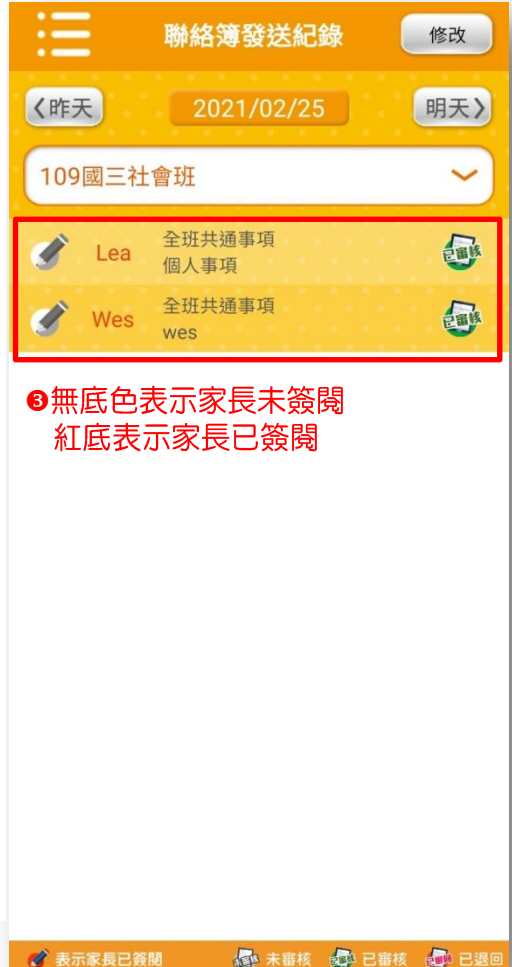 聯絡簿發送紀錄
修改
昨天
2021/02/25
明天
109國三社會班
Lea
全班共通事項
個人事項
已審核
Wes
全班共通事項
wes
已審核
❸無底色表示家長未簽閱
紅底表示家長已簽閱
表示家長已簽閱
未審核 未審核
已審核 已審核
已退回 已退回